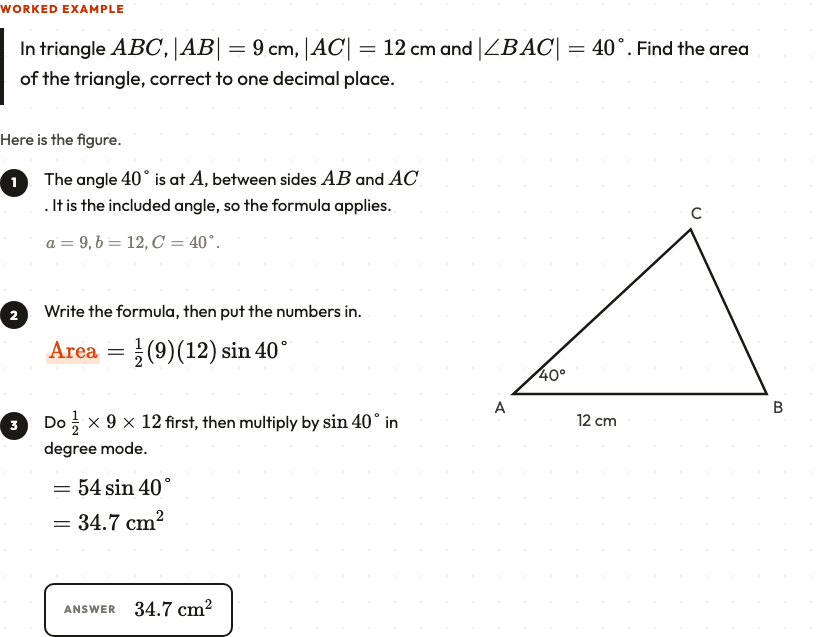 WORKED EXAMPLE
In triangle ABC, |AB| = 9 cm, |AC| = 12 cm and |∠BAC| = 40°. Find the area
of the triangle, correct to one decimal place.
Here is the figure.
1 The angle 40° is at A, between sides AB and AC
. It is the included angle, so the formula applies.
a = 9, b = 12, C = 40°.
2 Write the formula, then put the numbers in.
Area = ½(9)(12) sin 40°
3 Do ½ × 9 × 12 first, then multiply by sin 40° in
degree mode.
= 54 sin 40°
= 34.7 cm²
ANSWER 34.7 cm²
C
40°
A
B
12 cm